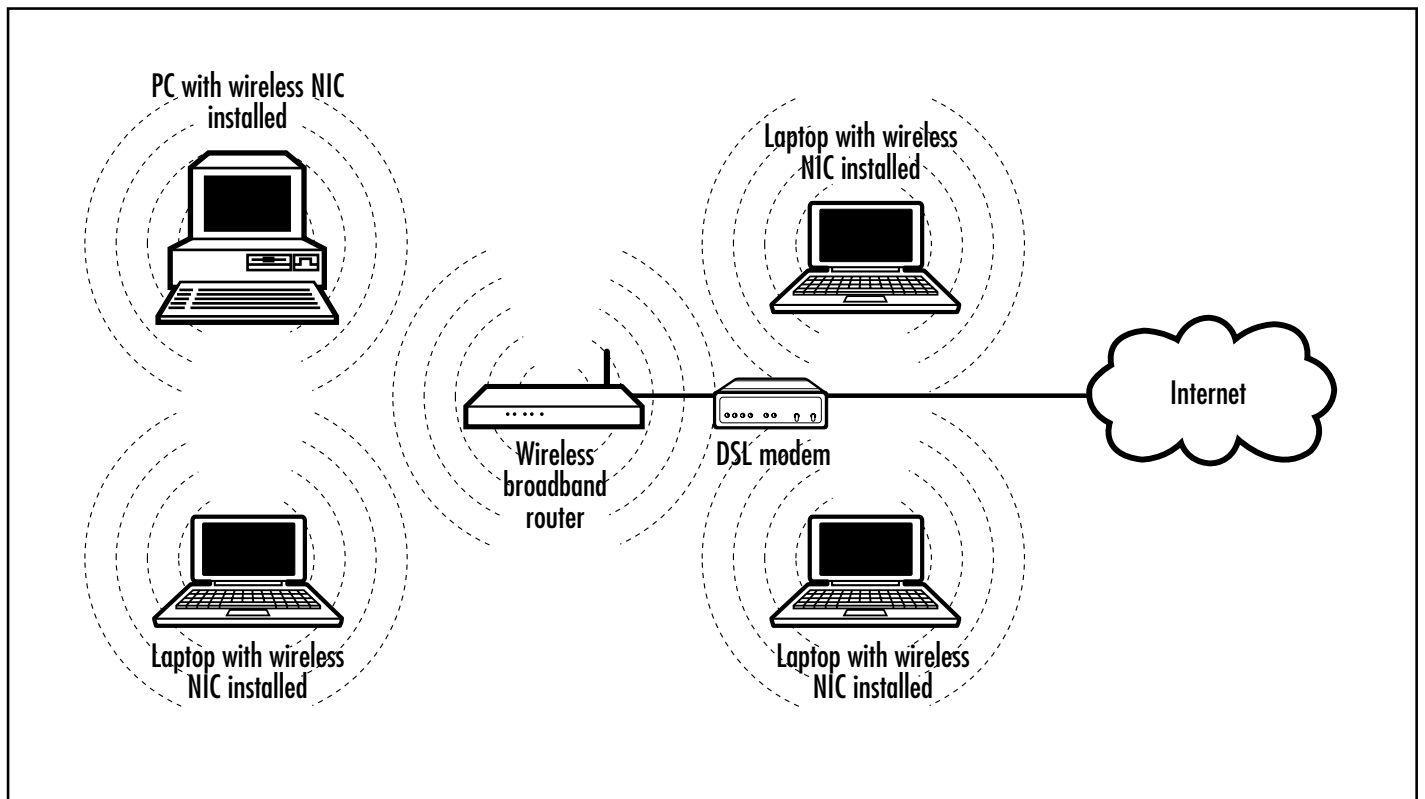 PC with wireless NIC
installed
Laptop with wireless
NIC installed
Internet
Wireless
broadband
router
DSL modem
Laptop with wireless
NIC installed
Laptop with wireless
NIC installed